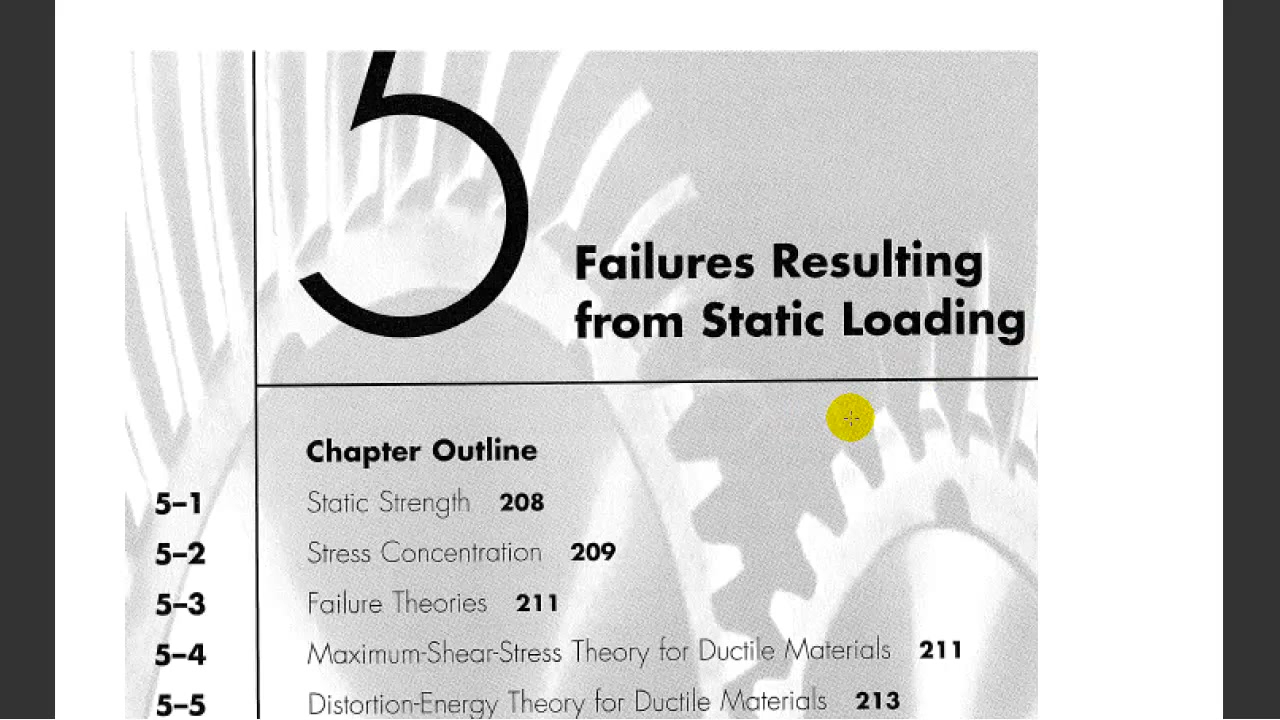 5
Failures Resulting
from Static Loading
Chapter Outline
5–1 Static Strength 208
5–2 Stress Concentration 209
5–3 Failure Theories 211
5–4 Maximum-Shear-Stress Theory for Ductile Materials 211
5–5 Distortion-Energy Theory for Ductile Materials 213